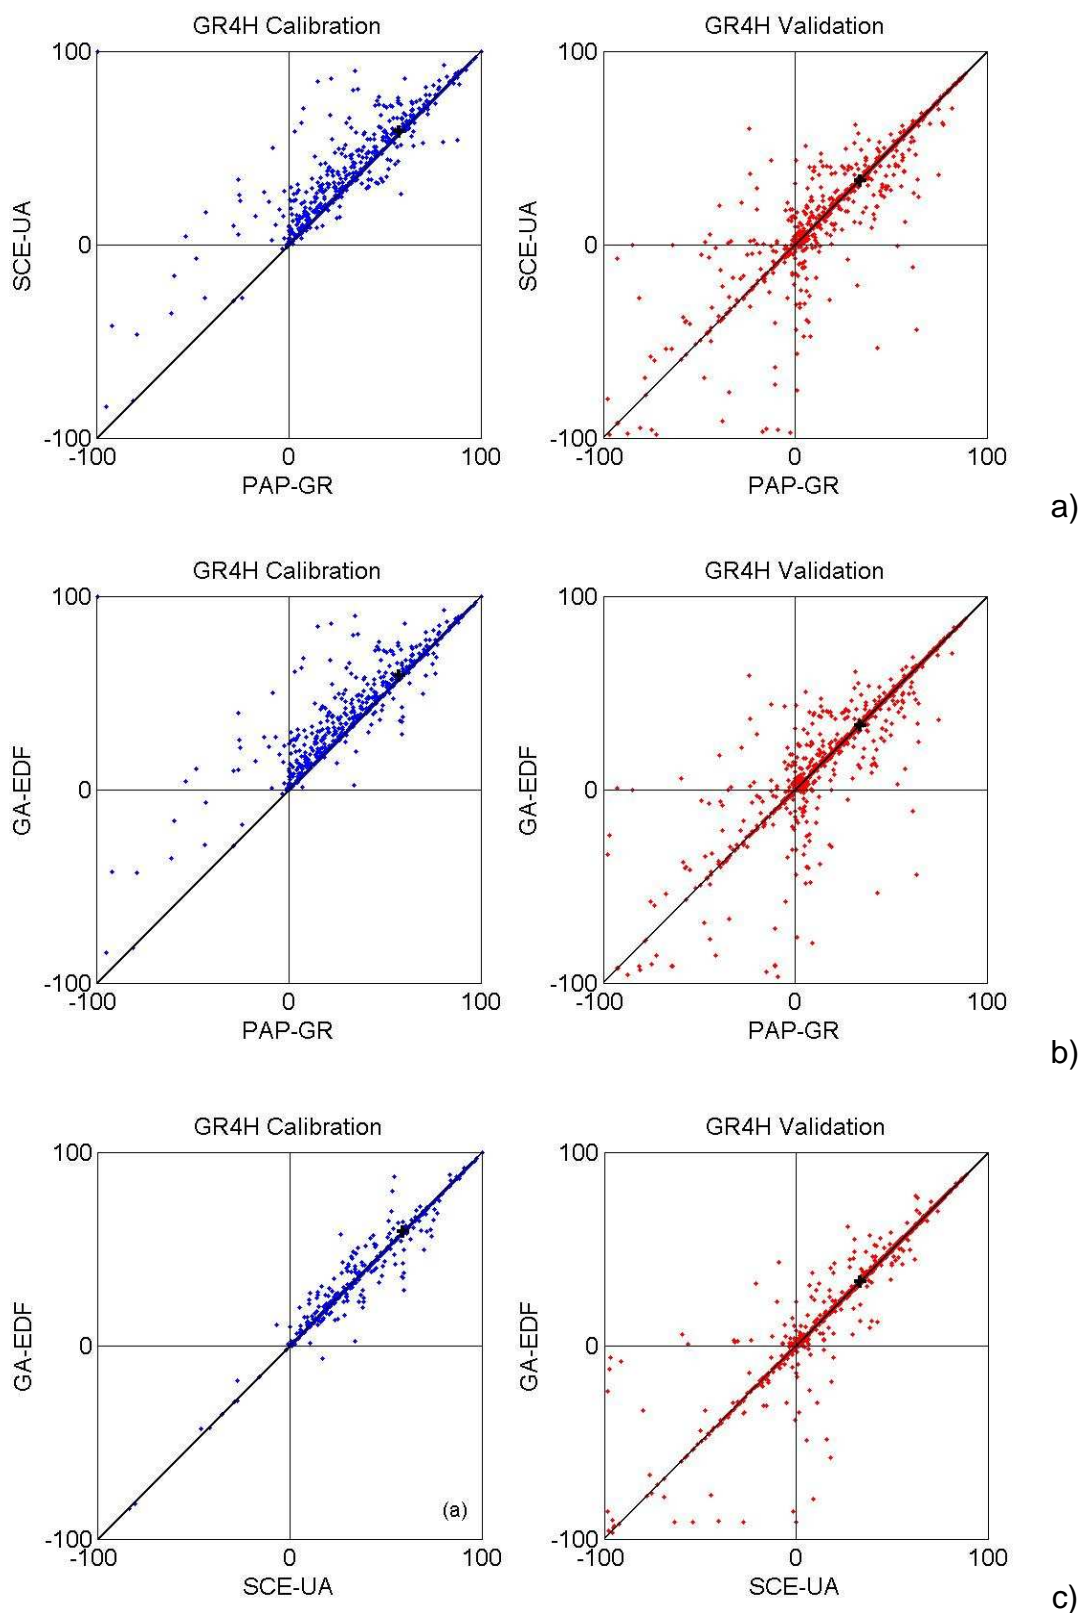 GR4H Calibration GR4H Validation
100 100
SCE-UA SCE-UA
0 0
-100 -100
-100 0 100 -100 0 100
PAP-GR PAP-GR
a)
GR4H Calibration GR4H Validation
100 100
GA-EDF GA-EDF
0 0
-100 -100
-100 0 100 -100 0 100
PAP-GR PAP-GR
b)
GR4H Calibration GR4H Validation
100 100
GA-EDF GA-EDF
0 0
(a)
-100 -100
-100 0 100 -100 0 100
SCE-UA SCE-UA
c)